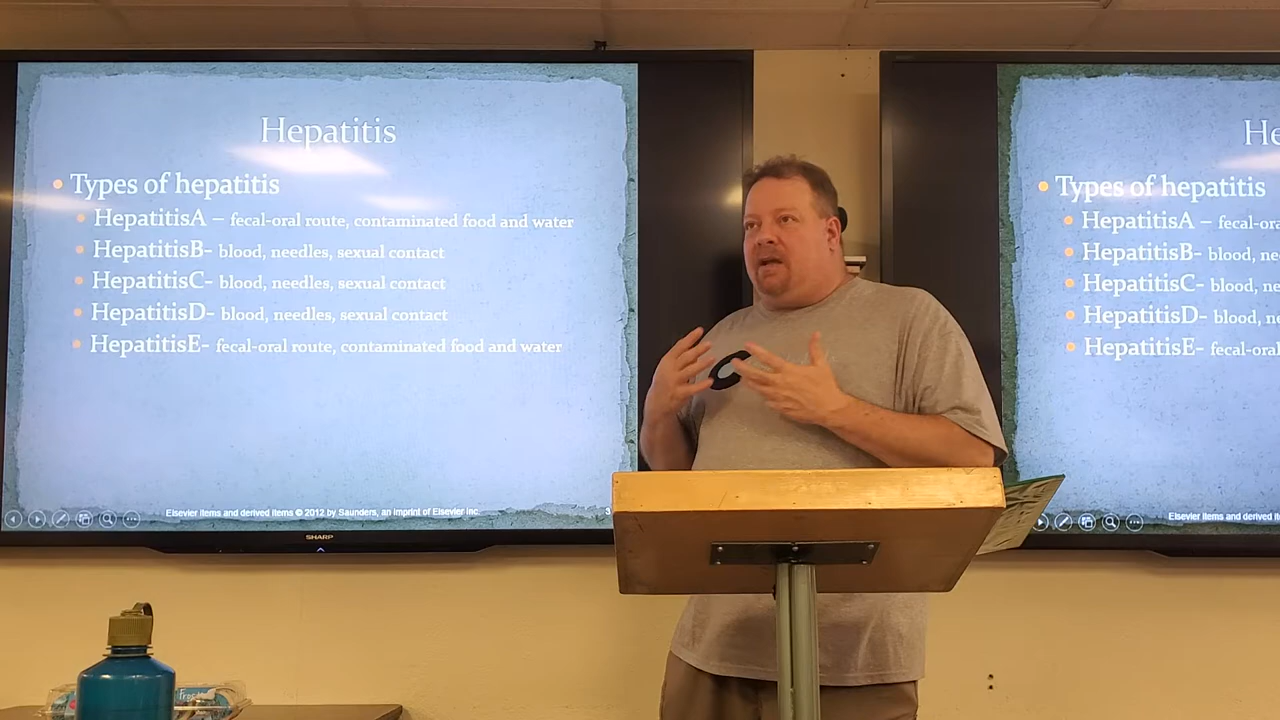 Hepatitis
Types of hepatitis
HepatitisA – fecal-oral route, contaminated food and water
HepatitisB- blood, needles, sexual contact
HepatitisC- blood, needles, sexual contact
HepatitisD- blood, needles, sexual contact
HepatitisE- fecal-oral route, contaminated food and water
Elsevier items and derived items © 2012 by Saunders, an imprint of Elsevier Inc.
3
SHARP
C
He
Types of hepatitis
HepatitisA – fecal-ora
HepatitisB- blood, ne
HepatitisC- blood, ne
HepatitisD- blood, ne
HepatitisE- fecal-oral
Elsevier items and derived it